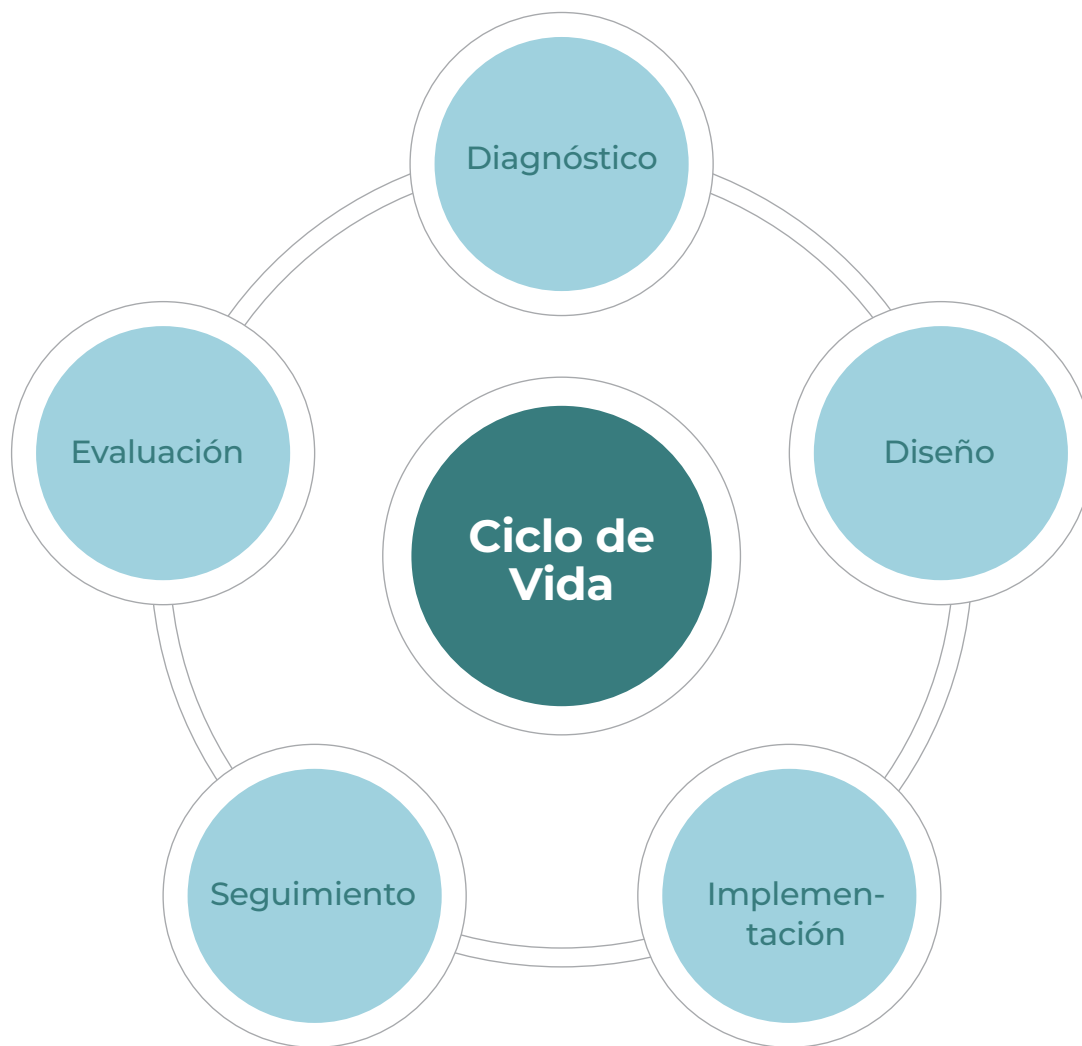 Diagnóstico
Evaluación
Diseño
Ciclo de
Vida
Seguimiento
Implemen-
tación